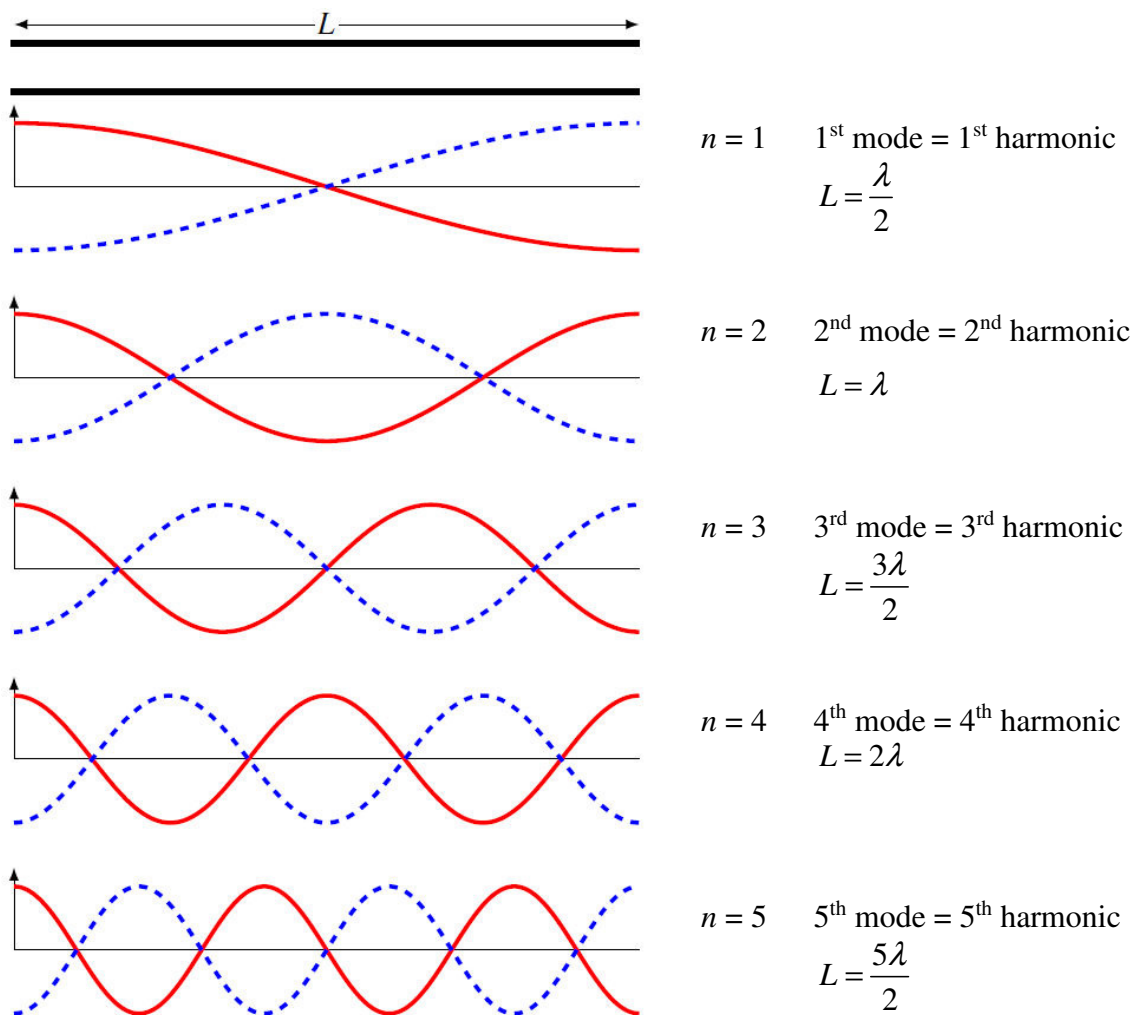 L
n = 1 1st mode = 1st harmonic
L = λ/2
n = 2 2nd mode = 2nd harmonic
L = λ
n = 3 3rd mode = 3rd harmonic
L = 3λ/2
n = 4 4th mode = 4th harmonic
L = 2λ
n = 5 5th mode = 5th harmonic
L = 5λ/2